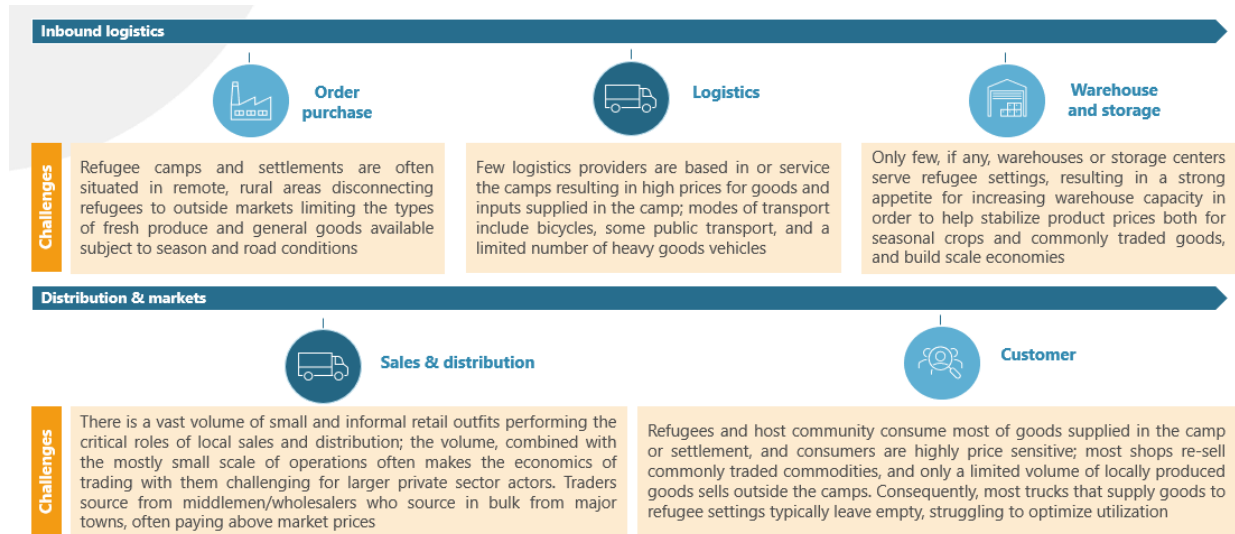 Inbound logistics
Order
purchase
Logistics
Warehouse
and storage
Challenges
Refugee camps and settlements are often
situated in remote, rural areas disconnecting
refugees to outside markets limiting the types
of fresh produce and general goods available
subject to season and road conditions
Few logistics providers are based in or service
the camps resulting in high prices for goods and
inputs supplied in the camp; modes of transport
include bicycles, some public transport, and a
limited number of heavy goods vehicles
Only few, if any, warehouses or storage centers
serve refugee settings, resulting in a strong
appetite for increasing warehouse capacity in
order to help stabilize product prices both for
seasonal crops and commonly traded goods,
and build scale economies
Distribution & markets
Sales & distribution
Customer
Challenges
There is a vast volume of small and informal retail outfits performing the
critical roles of local sales and distribution; the volume, combined with
the mostly small scale of operations often makes the economics of
trading with them challenging for larger private sector actors. Traders
source from middlemen/wholesalers who source in bulk from major
towns, often paying above market prices
Refugees and host community consume most of goods supplied in the camp
or settlement, and consumers are highly price sensitive; most shops re-sell
commonly traded commodities, and only a limited volume of locally produced
goods sells outside the camps. Consequently, most trucks that supply goods to
refugee settings typically leave empty, struggling to optimize utilization